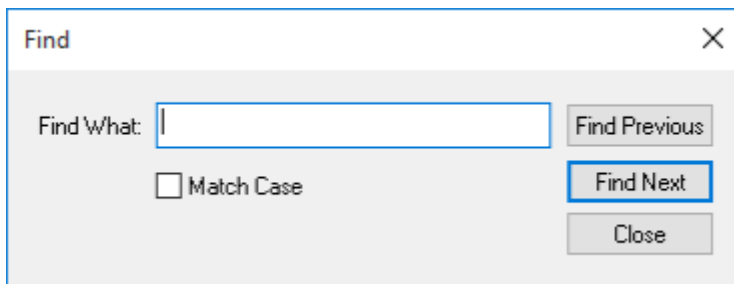 Find
Find What:
Find Previous
Match Case
Find Next
Close